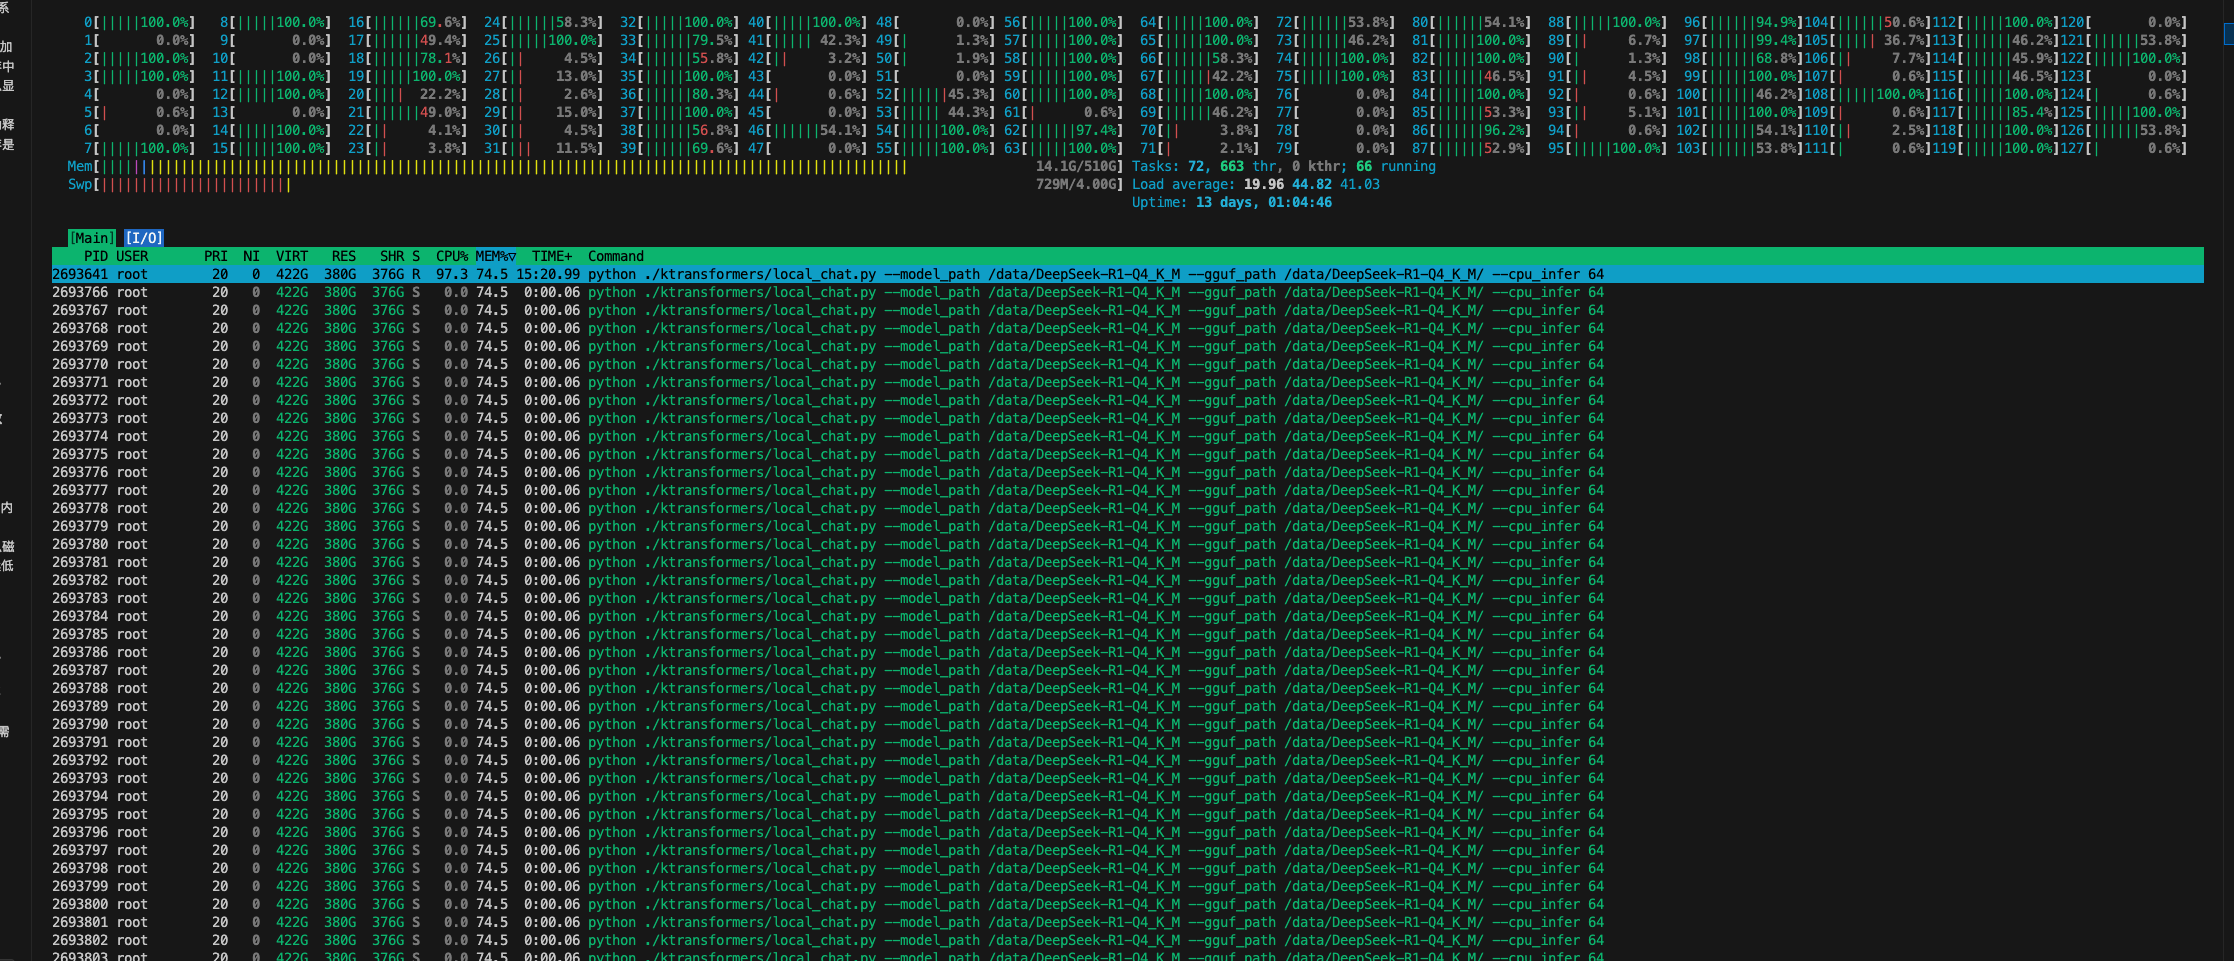 系
加
中
显
释
是
内
磁
低
需
0[||||||100.0%] 8[||||||100.0%] 16[||||||69.6%] 24[||||||58.3%] 32[||||||100.0%] 40[||||||100.0%] 48[ 0.0%] 56[||||||100.0%] 64[||||||100.0%] 72[||||||53.8%] 80[||||||54.1%] 88[||||||100.0%] 96[||||||94.9%]104[||||||50.6%]112[||||||100.0%]120[ 0.0%]
1[ 0.0%] 9[ 0.0%] 17[||||||49.4%] 25[||||||100.0%] 33[||||||79.5%] 41[||||| 42.3%] 49[| 1.3%] 57[||||||100.0%] 65[||||||100.0%] 73[||||||46.2%] 81[||||||100.0%] 89[|| 6.7%] 97[||||||99.4%]105[||||| 36.7%]113[||||||46.2%]121[||||||53.8%]
2[||||||100.0%] 10[ 0.0%] 18[||||||78.1%] 26[|| 4.5%] 34[||||||55.8%] 42[|| 3.2%] 50[| 1.9%] 58[||||||100.0%] 66[||||||58.3%] 74[||||||100.0%] 82[||||||100.0%] 90[| 1.3%] 98[||||||68.8%]106[|| 7.7%]114[||||||45.9%]122[||||||100.0%]
3[||||||100.0%] 11[||||||100.0%] 19[||||||100.0%] 27[|| 13.0%] 35[||||||100.0%] 43[ 0.0%] 51[ 0.0%] 59[||||||100.0%] 67[||||||42.2%] 75[||||||100.0%] 83[||||||46.5%] 91[|| 4.5%] 99[||||||100.0%]107[| 0.6%]115[||||||46.5%]123[ 0.0%]
4[ 0.0%] 12[||||||100.0%] 20[|||| 22.2%] 28[|| 2.6%] 36[||||||80.3%] 44[| 0.6%] 52[||||||45.3%] 60[||||||100.0%] 68[||||||100.0%] 76[ 0.0%] 84[||||||100.0%] 92[| 0.6%] 100[||||||46.2%]108[||||||100.0%]116[||||||100.0%]124[| 0.6%]
5[| 0.6%] 13[ 0.0%] 21[||||||49.0%] 29[|| 15.0%] 37[||||||100.0%] 45[ 0.0%] 53[||||||44.3%] 61[| 0.6%] 69[||||||46.2%] 77[ 0.0%] 85[||||||53.3%] 93[|| 5.1%] 101[||||||100.0%]109[| 0.6%]117[||||||85.4%]125[||||||100.0%]
6[ 0.0%] 14[||||||100.0%] 22[|| 4.1%] 30[|| 4.5%] 38[||||||56.8%] 46[||||||54.1%] 54[||||||100.0%] 62[||||||97.4%] 70[|| 3.8%] 78[ 0.0%] 86[||||||96.2%] 94[| 0.6%] 102[||||||54.1%]110[|| 2.5%]118[||||||100.0%]126[||||||53.8%]
7[||||||100.0%] 15[||||||100.0%] 23[|| 3.8%] 31[||| 11.5%] 39[||||||69.6%] 47[ 0.0%] 55[||||||100.0%] 63[||||||100.0%] 71[| 2.1%] 79[ 0.0%] 87[||||||52.9%] 95[||||||100.0%] 103[||||||53.8%]111[| 0.6%]119[||||||100.0%]127[| 0.6%]
Mem[ 14.1G/510G] Tasks: 72, 663 thr, 0 kthr; 66 running
Swp[ 729M/4.00G] Load average: 19.96 44.82 41.03
Uptime: 13 days, 01:04:46
[Main] [I/O]
PID USER PRI NI VIRT RES SHR S CPU% MEM%▽ TIME+ Command
2693641 root 20 0 422G 380G 376G R 97.3 74.5 15:20.99 python ./ktransformers/local_chat.py --model_path /data/DeepSeek-R1-Q4_K_M --gguf_path /data/DeepSeek-R1-Q4_K_M/ --cpu_infer 64
2693766 root 20 0 422G 380G 376G S 0.0 74.5 0:00.06 python ./ktransformers/local_chat.py --model_path /data/DeepSeek-R1-Q4_K_M --gguf_path /data/DeepSeek-R1-Q4_K_M/ --cpu_infer 64
2693767 root 20 0 422G 380G 376G S 0.0 74.5 0:00.06 python ./ktransformers/local_chat.py --model_path /data/DeepSeek-R1-Q4_K_M --gguf_path /data/DeepSeek-R1-Q4_K_M/ --cpu_infer 64
2693768 root 20 0 422G 380G 376G S 0.0 74.5 0:00.06 python ./ktransformers/local_chat.py --model_path /data/DeepSeek-R1-Q4_K_M --gguf_path /data/DeepSeek-R1-Q4_K_M/ --cpu_infer 64
2693769 root 20 0 422G 380G 376G S 0.0 74.5 0:00.06 python ./ktransformers/local_chat.py --model_path /data/DeepSeek-R1-Q4_K_M --gguf_path /data/DeepSeek-R1-Q4_K_M/ --cpu_infer 64
2693770 root 20 0 422G 380G 376G S 0.0 74.5 0:00.06 python ./ktransformers/local_chat.py --model_path /data/DeepSeek-R1-Q4_K_M --gguf_path /data/DeepSeek-R1-Q4_K_M/ --cpu_infer 64
2693771 root 20 0 422G 380G 376G S 0.0 74.5 0:00.06 python ./ktransformers/local_chat.py --model_path /data/DeepSeek-R1-Q4_K_M --gguf_path /data/DeepSeek-R1-Q4_K_M/ --cpu_infer 64
2693772 root 20 0 422G 380G 376G S 0.0 74.5 0:00.06 python ./ktransformers/local_chat.py --model_path /data/DeepSeek-R1-Q4_K_M --gguf_path /data/DeepSeek-R1-Q4_K_M/ --cpu_infer 64
2693773 root 20 0 422G 380G 376G S 0.0 74.5 0:00.06 python ./ktransformers/local_chat.py --model_path /data/DeepSeek-R1-Q4_K_M --gguf_path /data/DeepSeek-R1-Q4_K_M/ --cpu_infer 64
2693774 root 20 0 422G 380G 376G S 0.0 74.5 0:00.06 python ./ktransformers/local_chat.py --model_path /data/DeepSeek-R1-Q4_K_M --gguf_path /data/DeepSeek-R1-Q4_K_M/ --cpu_infer 64
2693775 root 20 0 422G 380G 376G S 0.0 74.5 0:00.06 python ./ktransformers/local_chat.py --model_path /data/DeepSeek-R1-Q4_K_M --gguf_path /data/DeepSeek-R1-Q4_K_M/ --cpu_infer 64
2693776 root 20 0 422G 380G 376G S 0.0 74.5 0:00.06 python ./ktransformers/local_chat.py --model_path /data/DeepSeek-R1-Q4_K_M --gguf_path /data/DeepSeek-R1-Q4_K_M/ --cpu_infer 64
2693777 root 20 0 422G 380G 376G S 0.0 74.5 0:00.06 python ./ktransformers/local_chat.py --model_path /data/DeepSeek-R1-Q4_K_M --gguf_path /data/DeepSeek-R1-Q4_K_M/ --cpu_infer 64
2693778 root 20 0 422G 380G 376G S 0.0 74.5 0:00.06 python ./ktransformers/local_chat.py --model_path /data/DeepSeek-R1-Q4_K_M --gguf_path /data/DeepSeek-R1-Q4_K_M/ --cpu_infer 64
2693779 root 20 0 422G 380G 376G S 0.0 74.5 0:00.06 python ./ktransformers/local_chat.py --model_path /data/DeepSeek-R1-Q4_K_M --gguf_path /data/DeepSeek-R1-Q4_K_M/ --cpu_infer 64
2693780 root 20 0 422G 380G 376G S 0.0 74.5 0:00.06 python ./ktransformers/local_chat.py --model_path /data/DeepSeek-R1-Q4_K_M --gguf_path /data/DeepSeek-R1-Q4_K_M/ --cpu_infer 64
2693781 root 20 0 422G 380G 376G S 0.0 74.5 0:00.06 python ./ktransformers/local_chat.py --model_path /data/DeepSeek-R1-Q4_K_M --gguf_path /data/DeepSeek-R1-Q4_K_M/ --cpu_infer 64
2693782 root 20 0 422G 380G 376G S 0.0 74.5 0:00.06 python ./ktransformers/local_chat.py --model_path /data/DeepSeek-R1-Q4_K_M --gguf_path /data/DeepSeek-R1-Q4_K_M/ --cpu_infer 64
2693783 root 20 0 422G 380G 376G S 0.0 74.5 0:00.06 python ./ktransformers/local_chat.py --model_path /data/DeepSeek-R1-Q4_K_M --gguf_path /data/DeepSeek-R1-Q4_K_M/ --cpu_infer 64
2693784 root 20 0 422G 380G 376G S 0.0 74.5 0:00.06 python ./ktransformers/local_chat.py --model_path /data/DeepSeek-R1-Q4_K_M --gguf_path /data/DeepSeek-R1-Q4_K_M/ --cpu_infer 64
2693785 root 20 0 422G 380G 376G S 0.0 74.5 0:00.06 python ./ktransformers/local_chat.py --model_path /data/DeepSeek-R1-Q4_K_M --gguf_path /data/DeepSeek-R1-Q4_K_M/ --cpu_infer 64
2693786 root 20 0 422G 380G 376G S 0.0 74.5 0:00.06 python ./ktransformers/local_chat.py --model_path /data/DeepSeek-R1-Q4_K_M --gguf_path /data/DeepSeek-R1-Q4_K_M/ --cpu_infer 64
2693787 root 20 0 422G 380G 376G S 0.0 74.5 0:00.06 python ./ktransformers/local_chat.py --model_path /data/DeepSeek-R1-Q4_K_M --gguf_path /data/DeepSeek-R1-Q4_K_M/ --cpu_infer 64
2693788 root 20 0 422G 380G 376G S 0.0 74.5 0:00.06 python ./ktransformers/local_chat.py --model_path /data/DeepSeek-R1-Q4_K_M --gguf_path /data/DeepSeek-R1-Q4_K_M/ --cpu_infer 64
2693789 root 20 0 422G 380G 376G S 0.0 74.5 0:00.06 python ./ktransformers/local_chat.py --model_path /data/DeepSeek-R1-Q4_K_M --gguf_path /data/DeepSeek-R1-Q4_K_M/ --cpu_infer 64
2693790 root 20 0 422G 380G 376G S 0.0 74.5 0:00.06 python ./ktransformers/local_chat.py --model_path /data/DeepSeek-R1-Q4_K_M --gguf_path /data/DeepSeek-R1-Q4_K_M/ --cpu_infer 64
2693791 root 20 0 422G 380G 376G S 0.0 74.5 0:00.06 python ./ktransformers/local_chat.py --model_path /data/DeepSeek-R1-Q4_K_M --gguf_path /data/DeepSeek-R1-Q4_K_M/ --cpu_infer 64
2693792 root 20 0 422G 380G 376G S 0.0 74.5 0:00.06 python ./ktransformers/local_chat.py --model_path /data/DeepSeek-R1-Q4_K_M --gguf_path /data/DeepSeek-R1-Q4_K_M/ --cpu_infer 64
2693793 root 20 0 422G 380G 376G S 0.0 74.5 0:00.06 python ./ktransformers/local_chat.py --model_path /data/DeepSeek-R1-Q4_K_M --gguf_path /data/DeepSeek-R1-Q4_K_M/ --cpu_infer 64
2693794 root 20 0 422G 380G 376G S 0.0 74.5 0:00.06 python ./ktransformers/local_chat.py --model_path /data/DeepSeek-R1-Q4_K_M --gguf_path /data/DeepSeek-R1-Q4_K_M/ --cpu_infer 64
2693795 root 20 0 422G 380G 376G S 0.0 74.5 0:00.06 python ./ktransformers/local_chat.py --model_path /data/DeepSeek-R1-Q4_K_M --gguf_path /data/DeepSeek-R1-Q4_K_M/ --cpu_infer 64
2693796 root 20 0 422G 380G 376G S 0.0 74.5 0:00.06 python ./ktransformers/local_chat.py --model_path /data/DeepSeek-R1-Q4_K_M --gguf_path /data/DeepSeek-R1-Q4_K_M/ --cpu_infer 64
2693797 root 20 0 422G 380G 376G S 0.0 74.5 0:00.06 python ./ktransformers/local_chat.py --model_path /data/DeepSeek-R1-Q4_K_M --gguf_path /data/DeepSeek-R1-Q4_K_M/ --cpu_infer 64
2693798 root 20 0 422G 380G 376G S 0.0 74.5 0:00.06 python ./ktransformers/local_chat.py --model_path /data/DeepSeek-R1-Q4_K_M --gguf_path /data/DeepSeek-R1-Q4_K_M/ --cpu_infer 64
2693799 root 20 0 422G 380G 376G S 0.0 74.5 0:00.06 python ./ktransformers/local_chat.py --model_path /data/DeepSeek-R1-Q4_K_M --gguf_path /data/DeepSeek-R1-Q4_K_M/ --cpu_infer 64
2693800 root 20 0 422G 380G 376G S 0.0 74.5 0:00.06 python ./ktransformers/local_chat.py --model_path /data/DeepSeek-R1-Q4_K_M --gguf_path /data/DeepSeek-R1-Q4_K_M/ --cpu_infer 64
2693801 root 20 0 422G 380G 376G S 0.0 74.5 0:00.06 python ./ktransformers/local_chat.py --model_path /data/DeepSeek-R1-Q4_K_M --gguf_path /data/DeepSeek-R1-Q4_K_M/ --cpu_infer 64
2693802 root 20 0 422G 380G 376G S 0.0 74.5 0:00.06 python ./ktransformers/local_chat.py --model_path /data/DeepSeek-R1-Q4_K_M --gguf_path /data/DeepSeek-R1-Q4_K_M/ --cpu_infer 64
2693803 root 20 0 422G 380G 376G S 0.0 74.5 0:00.06 python ./ktransformers/local_chat.py --model_path /data/DeepSeek-R1-Q4_K_M --gguf_path /data/DeepSeek-R1-Q4_K_M/ --cpu_infer 64